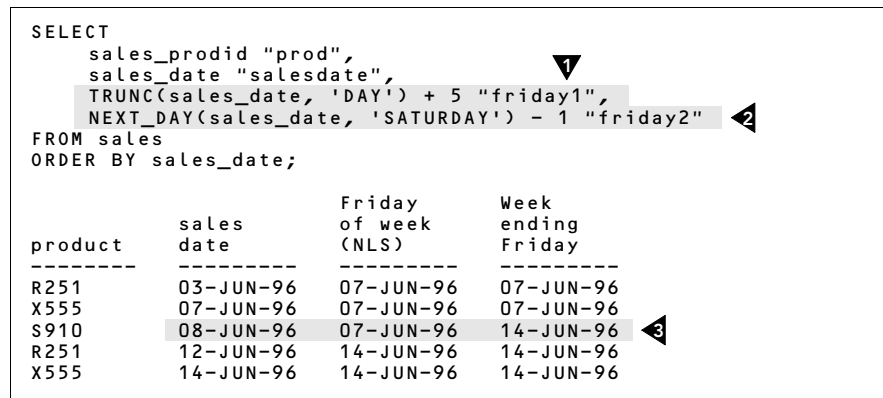 SELECT
sales_prodid "prod",
sales_date "salesdate",
1
TRUNC(sales_date, 'DAY') + 5 "friday1",
NEXT_DAY(sales_date, 'SATURDAY') – 1 "friday2" 2
FROM sales
ORDER BY sales_date;
Friday Week
sales of week ending
product date (NLS) Friday
-------- --------- --------- ---------
R251 03-JUN-96 07-JUN-96 07-JUN-96
X555 07-JUN-96 07-JUN-96 07-JUN-96
S910 08-JUN-96 07-JUN-96 14-JUN-96 3
R251 12-JUN-96 14-JUN-96 14-JUN-96
X555 14-JUN-96 14-JUN-96 14-JUN-96